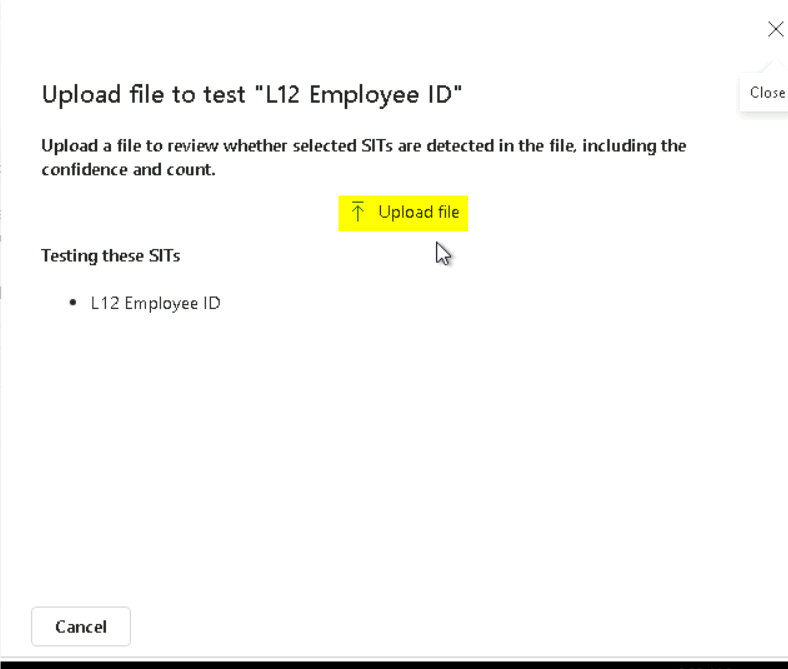 Close
Upload file to test "L12 Employee ID"
Upload a file to review whether selected SITs are detected in the file, including the
confidence and count.
Upload file
Testing these SITs
• L12 Employee ID
Cancel